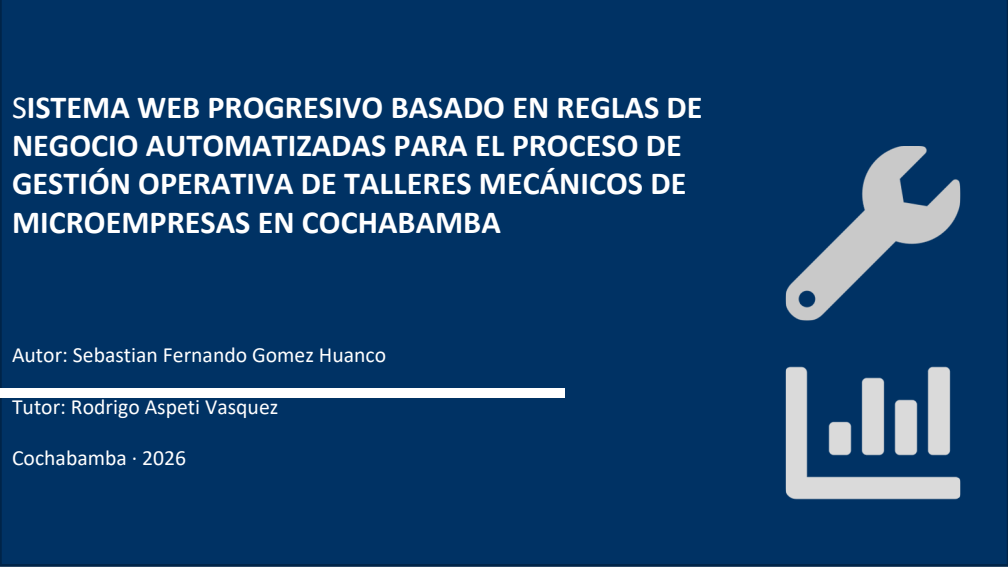 SISTEMA WEB PROGRESIVO BASADO EN REGLAS DE
NEGOCIO AUTOMATIZADAS PARA EL PROCESO DE
GESTIÓN OPERATIVA DE TALLERES MECÁNICOS DE
MICROEMPRESAS EN COCHABAMBA
Autor: Sebastian Fernando Gomez Huanco
Tutor: Rodrigo Aspeti Vasquez
Cochabamba · 2026